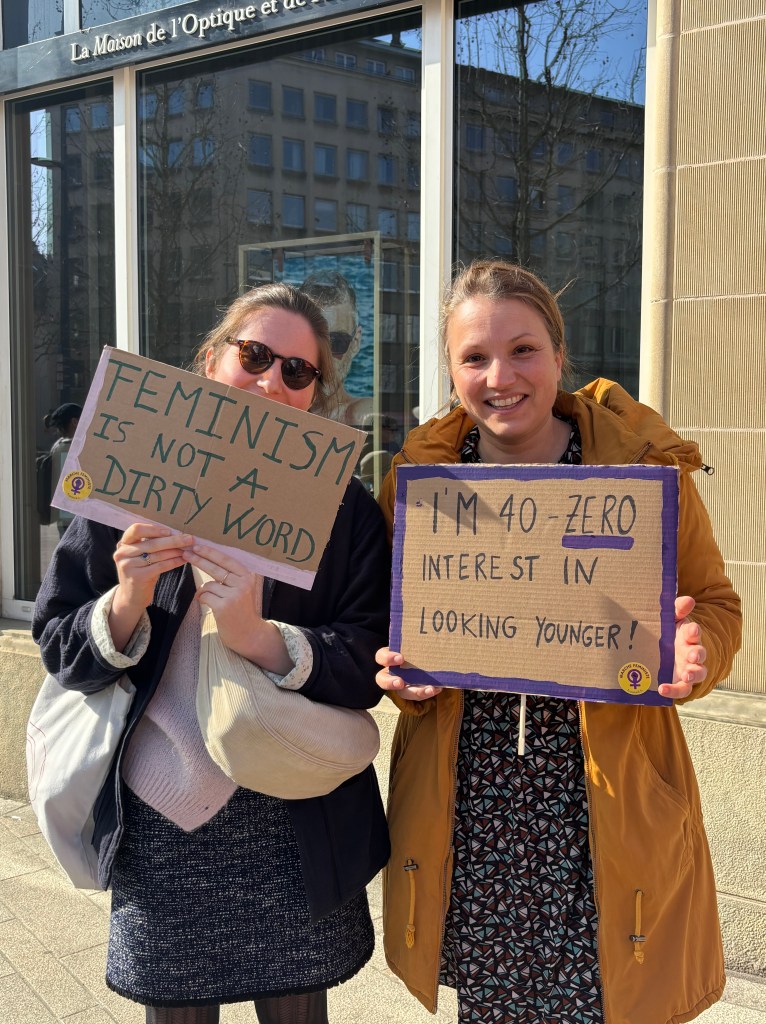 La Maison de l'Optique et de
FEMINISM
IS NOT A
DIRTY WORD
I'M 40 - ZERO
INTEREST IN
LOOKING YOUNGER!